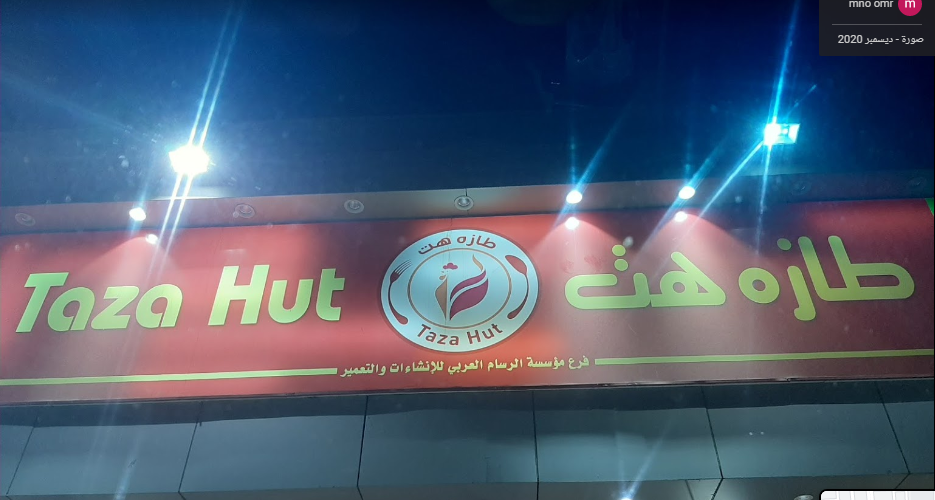 mno omr
m
صورة - ديسمبر 2020
Taza Hut
طازه هت
Taza Hut
طازه هت
فرع مؤسسة الرسام العربي للإنشاءات والتعمير